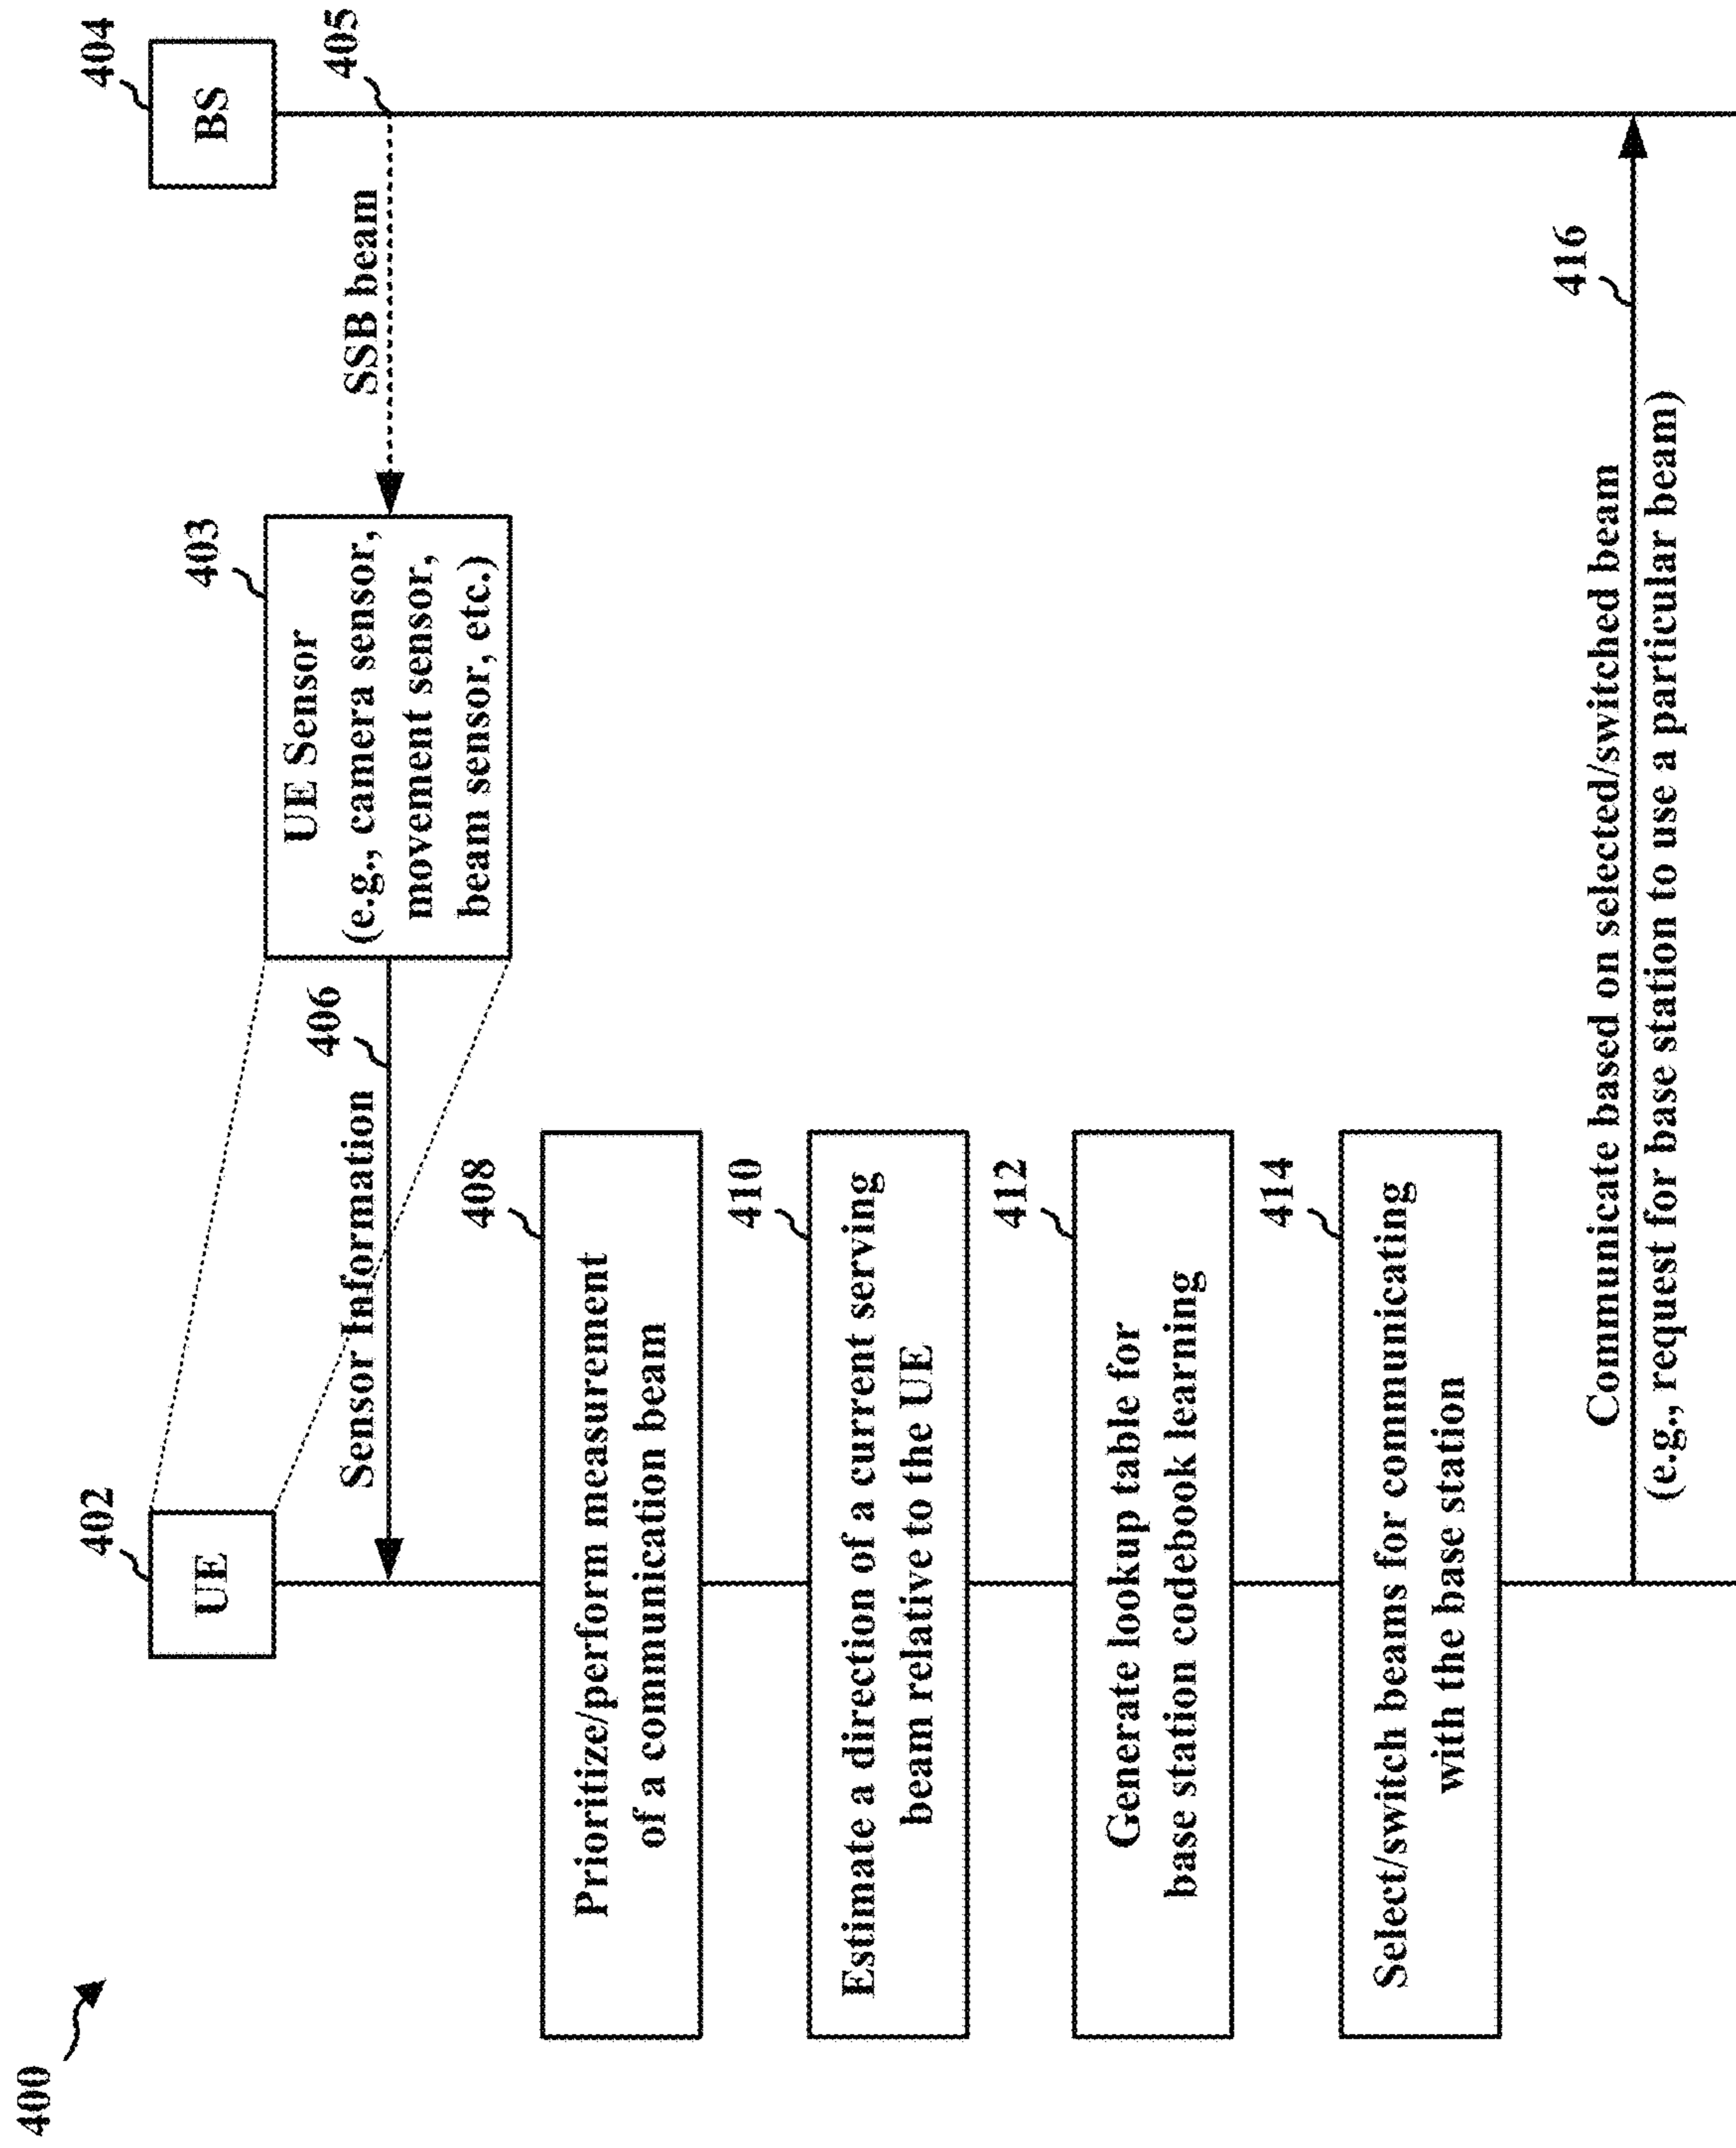 400
402
UE
404
BS
403
UE Sensor
(e.g., camera sensor,
movement sensor,
beam sensor, etc.)
405
SSB beam
406
Sensor Information
408
Prioritize/perform measurement
of a communication beam
410
Estimate a direction of a current serving
beam relative to the UE
412
Generate lookup table for
base station codebook learning
414
Select/switch beams for communicating
with the base station
416
Communicate based on selected/switched beam
(e.g., request for base station to use a particular beam)